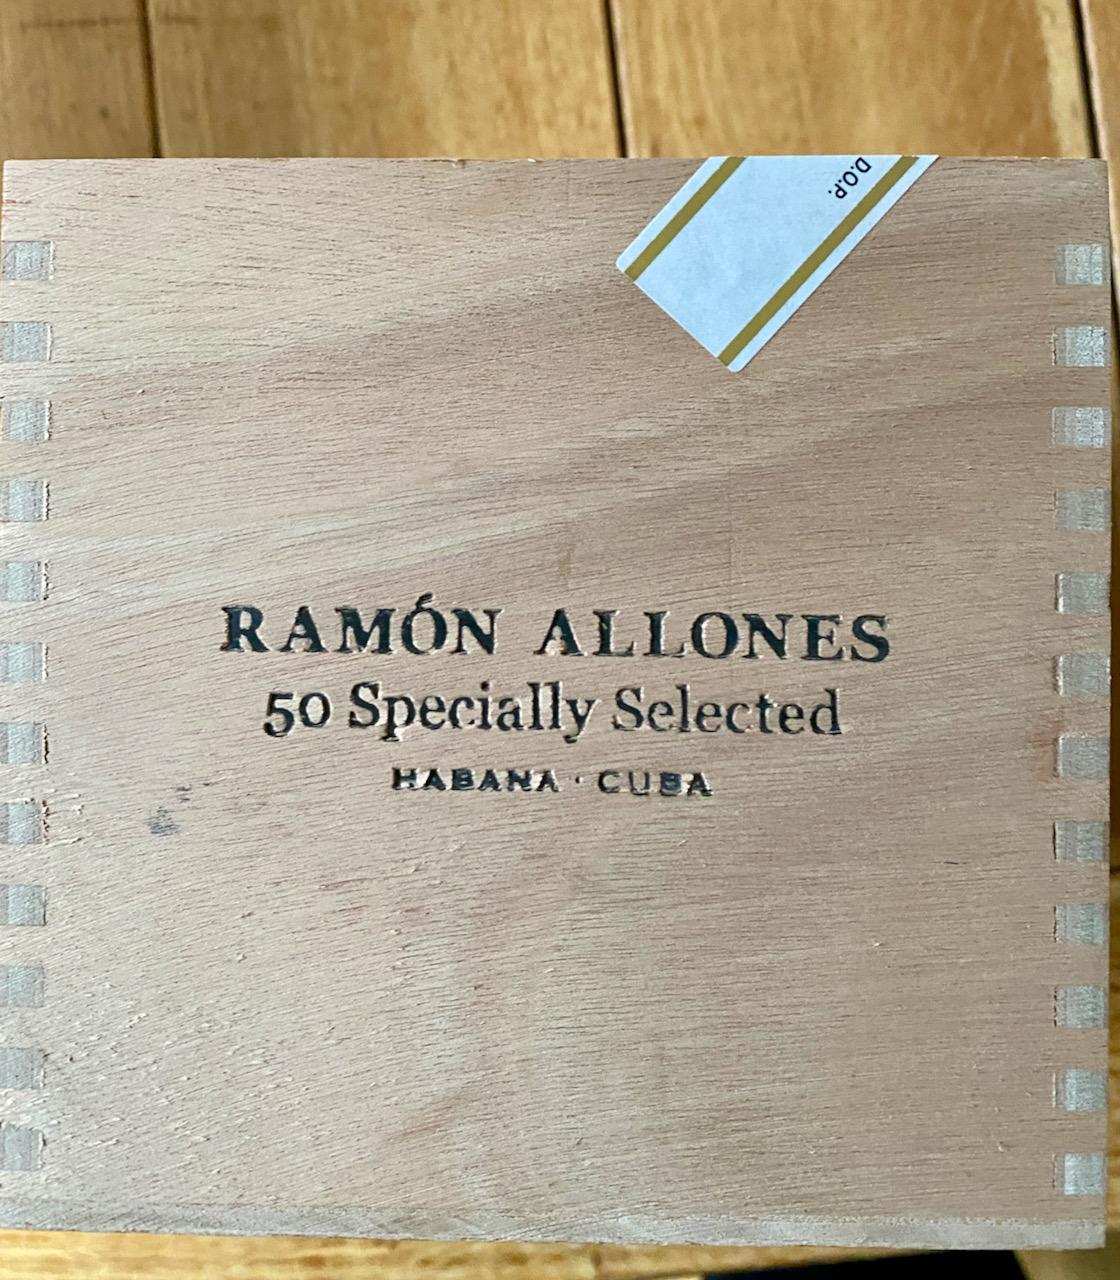 D.O.P.
RAMÓN ALLONES
50 Specially Selected
HABANA · CUBA